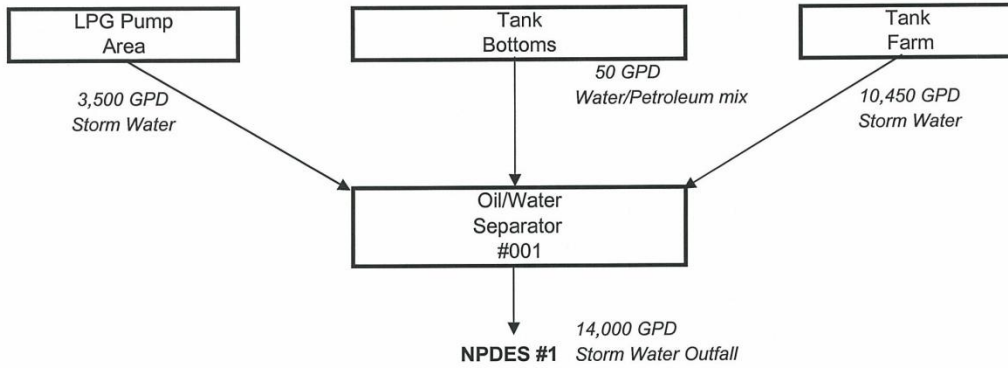 LPG Pump
Area
Tank
Bottoms
Tank
Farm
3,500 GPD
Storm Water
50 GPD
Water/Petroleum mix
10,450 GPD
Storm Water
Oil/Water
Separator
#001
NPDES #1
14,000 GPD
Storm Water Outfall